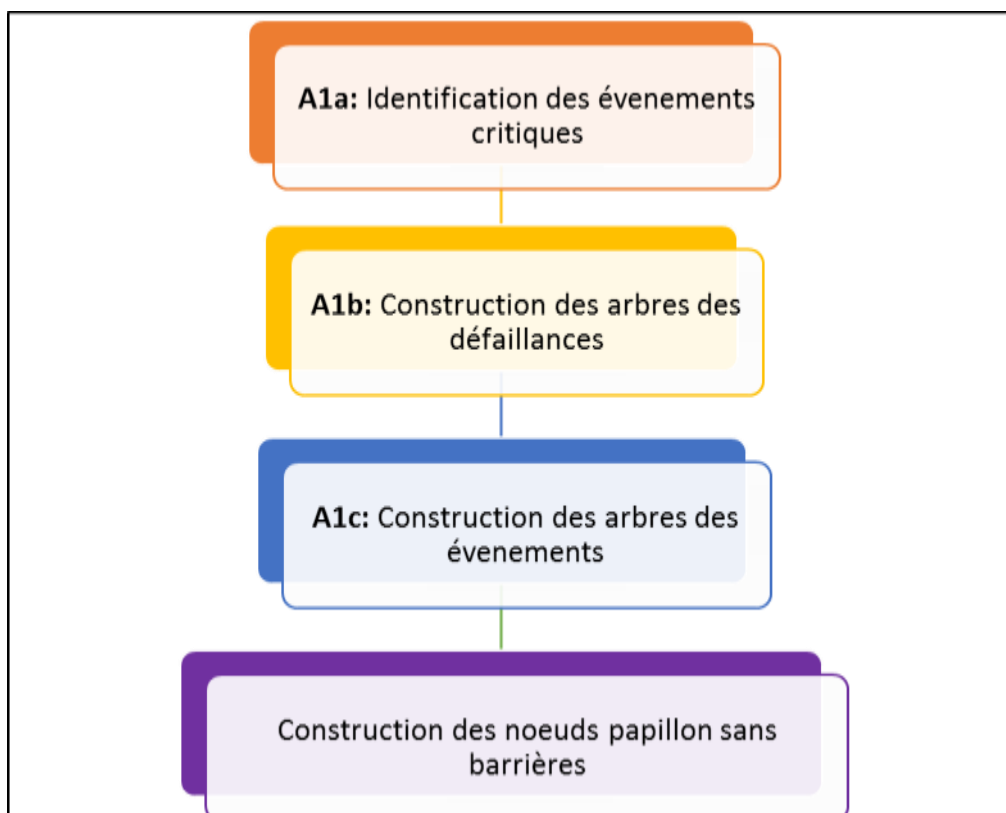 A1a: Identification des évenements
critiques
A1b: Construction des arbres des
défaillances
A1c: Construction des arbres des
évenements
Construction des noeuds papillon sans
barrières